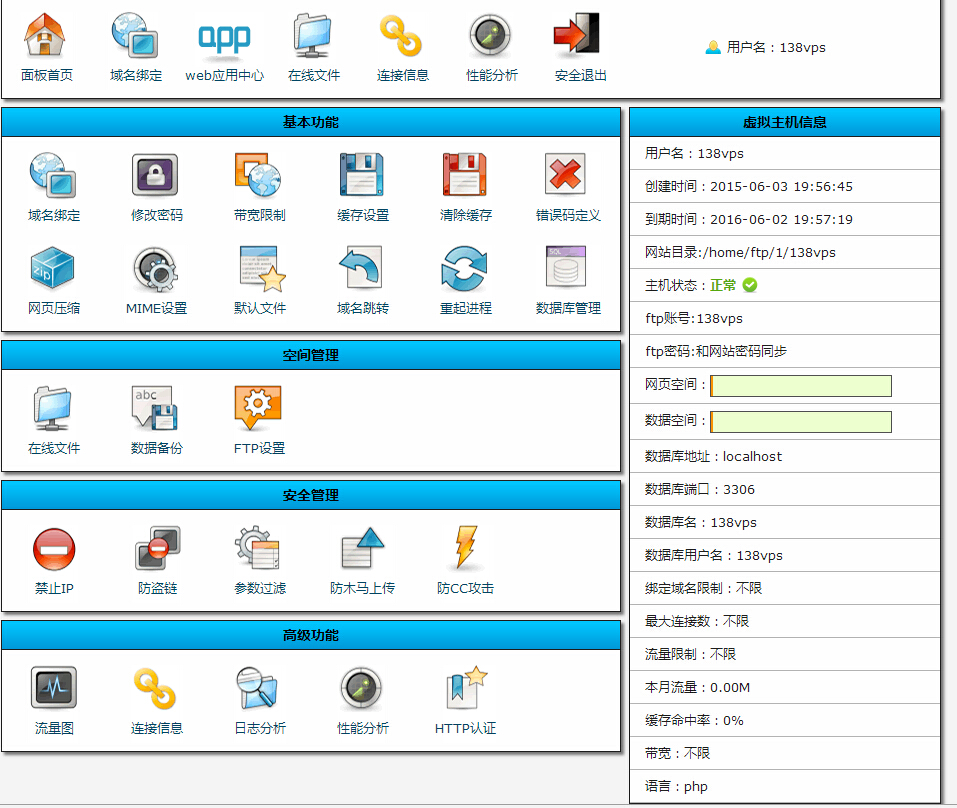 app
面板首页 域名绑定 web应用中心 在线文件 连接信息 性能分析 安全退出
用户名：138vps
基本功能
域名绑定 修改密码 带宽限制 缓存设置 清除缓存 错误码定义
zip
SQL
网页压缩 MIME设置 默认文件 域名跳转 重起进程 数据库管理
空间管理
abc
在线文件 数据备份 FTP设置
安全管理
禁止IP 防盗链 参数过滤 防木马上传 防CC攻击
高级功能
流量图 连接信息 日志分析 性能分析 HTTP认证
虚拟主机信息
用户名：138vps
创建时间：2015-06-03 19:56:45
到期时间：2016-06-02 19:57:19
网站目录:/home/ftp/1/138vps
主机状态：正常
ftp账号:138vps
ftp密码:和网站密码同步
网页空间：
数据空间：
数据库地址：localhost
数据库端口：3306
数据库名：138vps
数据库用户名：138vps
绑定域名限制：不限
最大连接数：不限
流量限制：不限
本月流量：0.00M
缓存命中率：0%
带宽：不限
语言：php